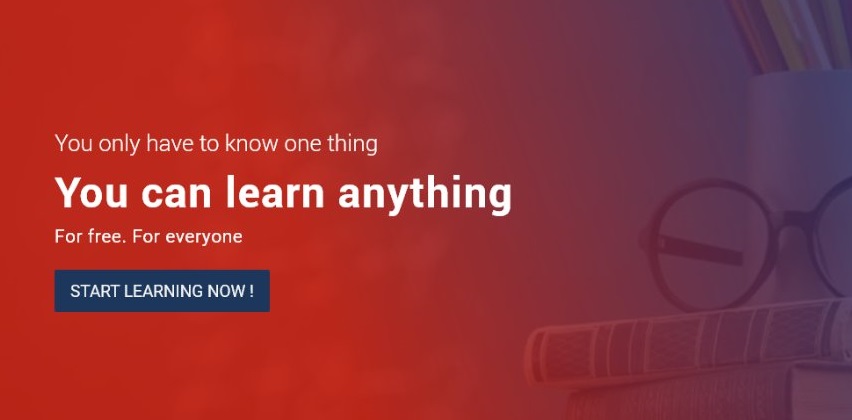 You only have to know one thing
You can learn anything
For free. For everyone
START LEARNING NOW !